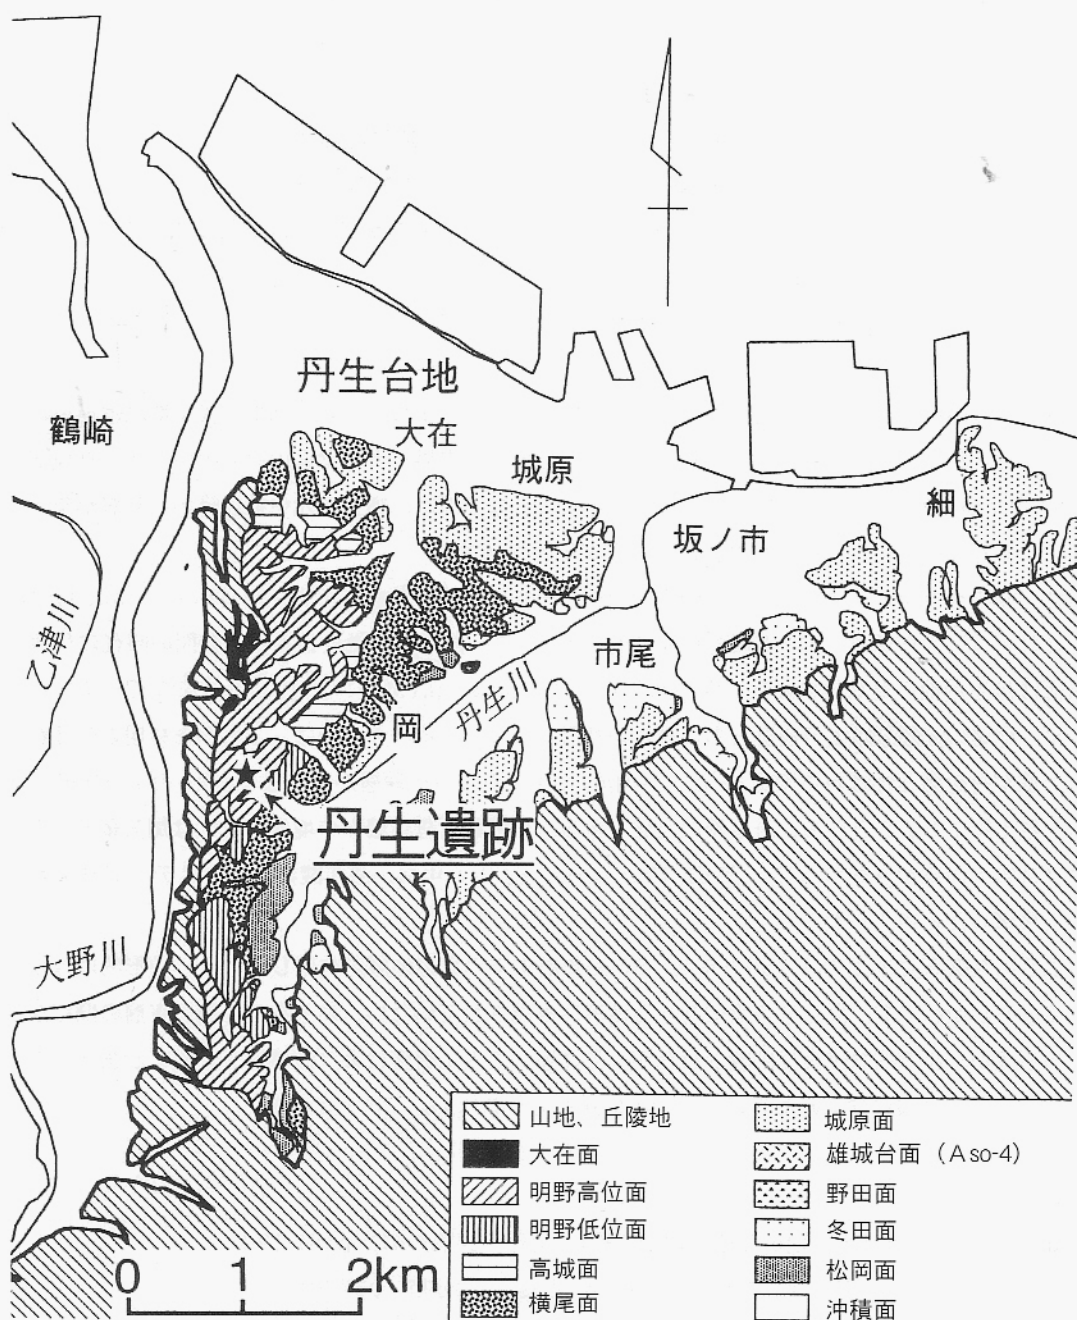 丹生台地
鶴崎
大在
城原
細
坂ノ市
乙津川
市尾
丹生川
岡
丹生遺跡
大野川
山地、丘陵地
大在面
明野高位面
明野低位面
高城面
横尾面
城原面
雄城台面（Aso-4）
野田面
冬田面
松岡面
沖積面
0 1 2km